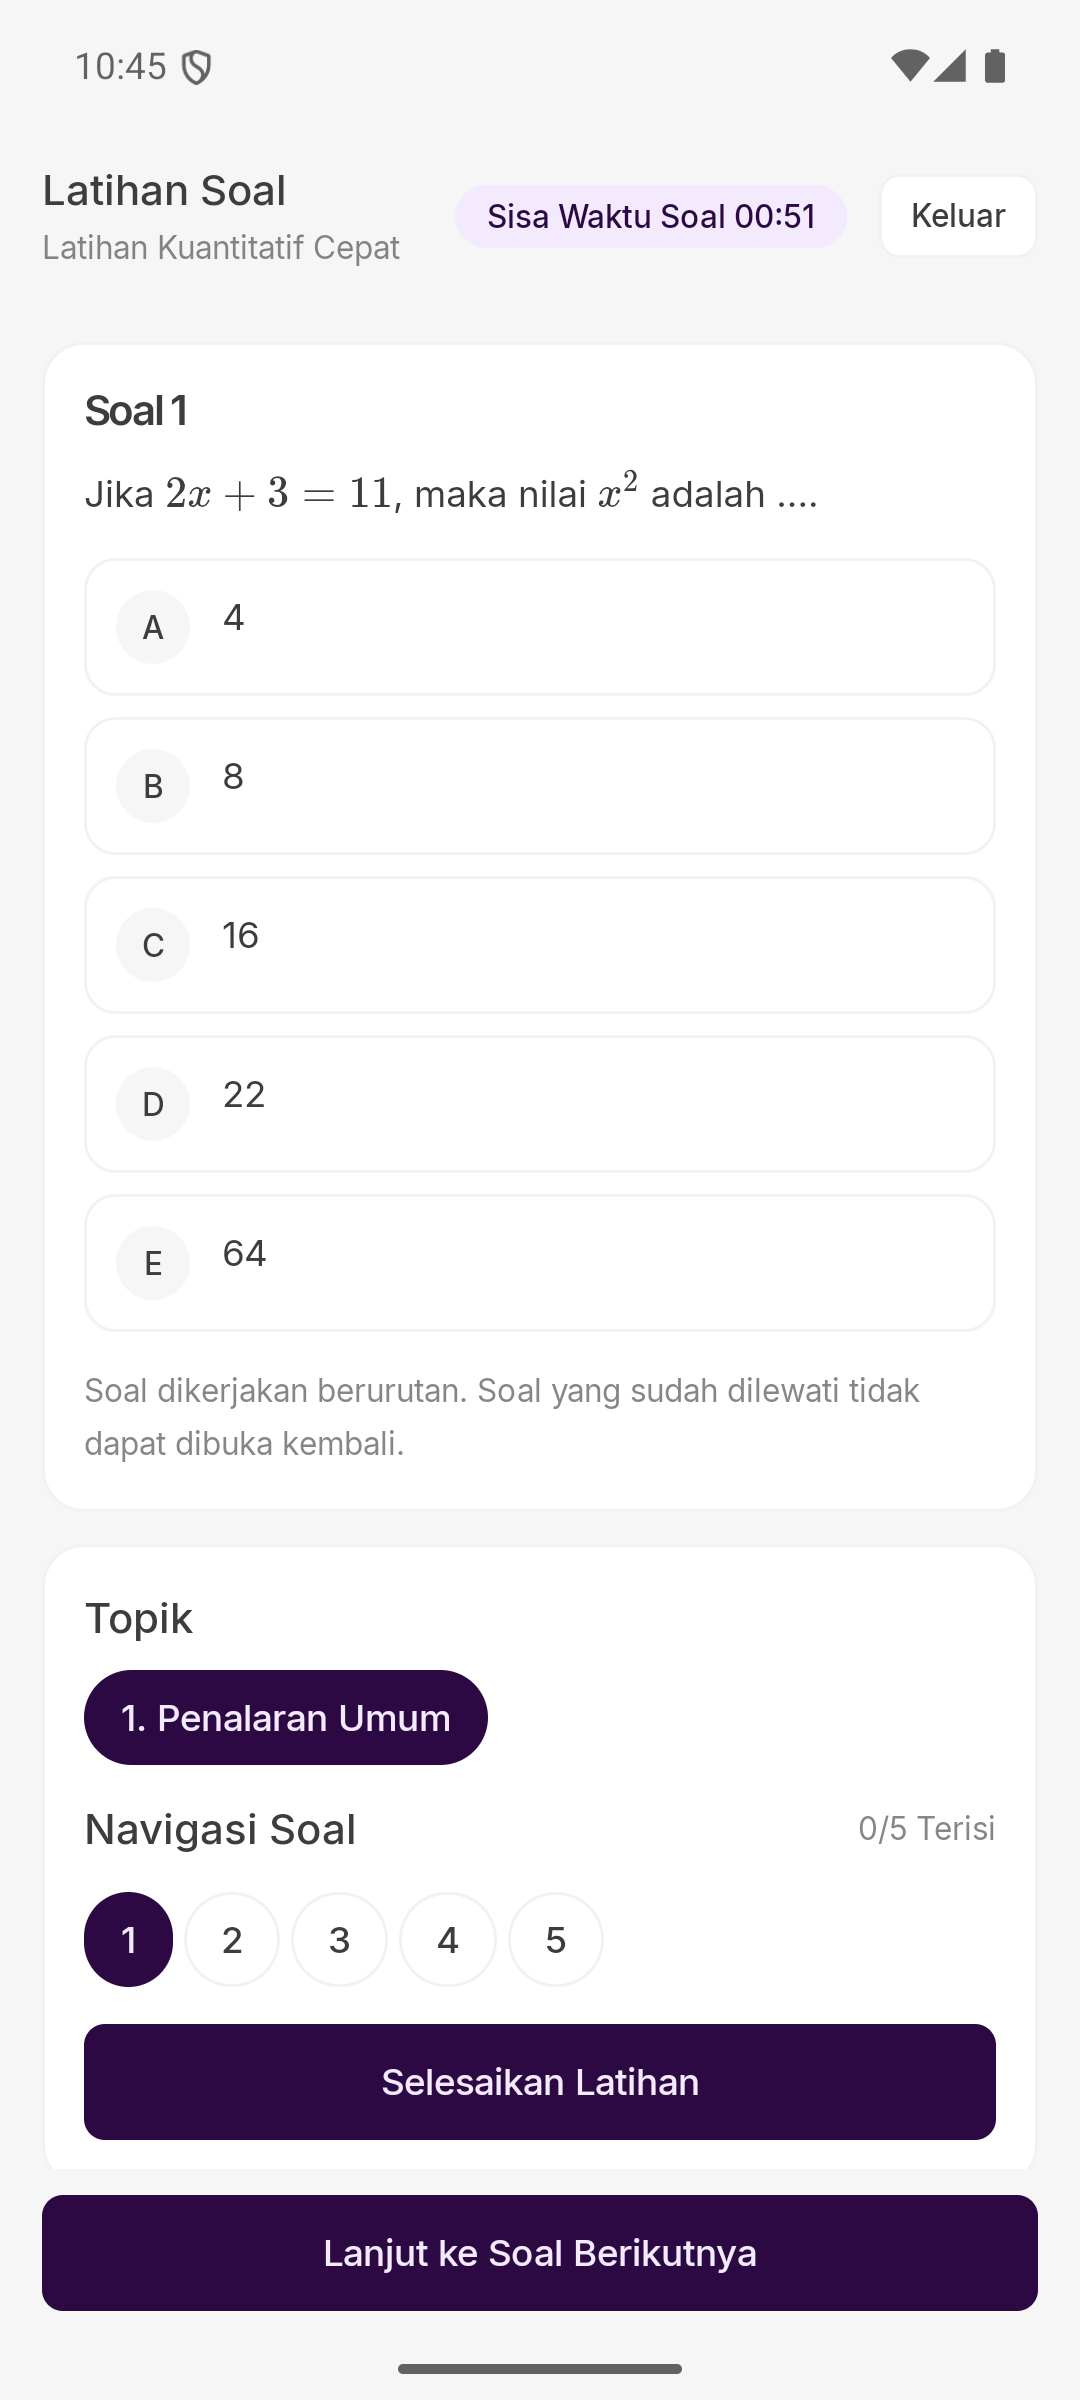 10:45
Latihan Soal
Latihan Kuantitatif Cepat
Sisa Waktu Soal 00:51
Keluar
Soal 1
Jika 2x + 3 = 11, maka nilai x² adalah ....
A 4
B 8
C 16
D 22
E 64
Soal dikerjakan berurutan. Soal yang sudah dilewati tidak
dapat dibuka kembali.
Topik
1. Penalaran Umum
Navigasi Soal 0/5 Terisi
1 2 3 4 5
Selesaikan Latihan
Lanjut ke Soal Berikutnya